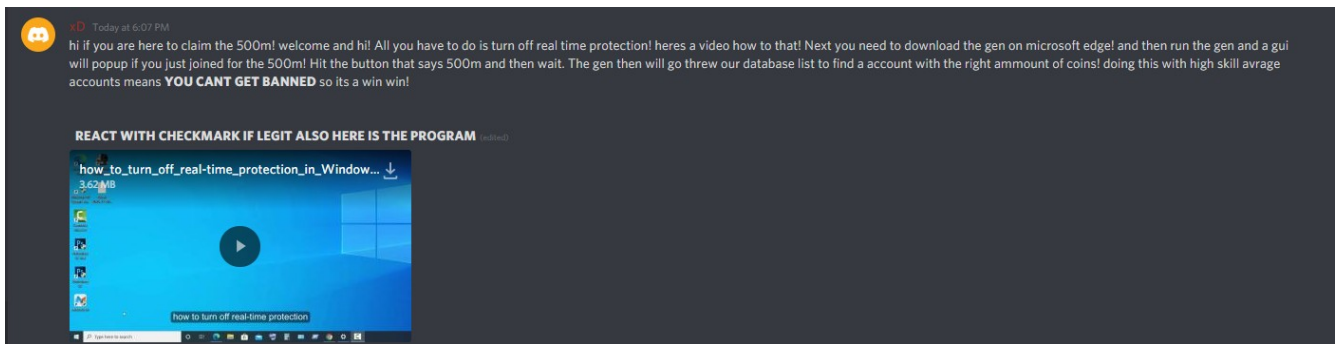 xD Today at 6:07 PM
hi if you are here to claim the 500m! welcome and hi! All you have to do is turn off real time protection! heres a video how to that! Next you need to download the gen on microsoft edge! and then run the gen and a gui
will popup if you just joined for the 500m! Hit the button that says 500m and then wait. The gen then will go threw our database list to find a account with the right ammount of coins! doing this with high skill avrage
accounts means YOU CANT GET BANNED so its a win win!
REACT WITH CHECKMARK IF LEGIT ALSO HERE IS THE PROGRAM (edited)
how_to_turn_off_real-time_protection_in_Window...
3.62 MB
how to turn off real-time protection
Type here to search